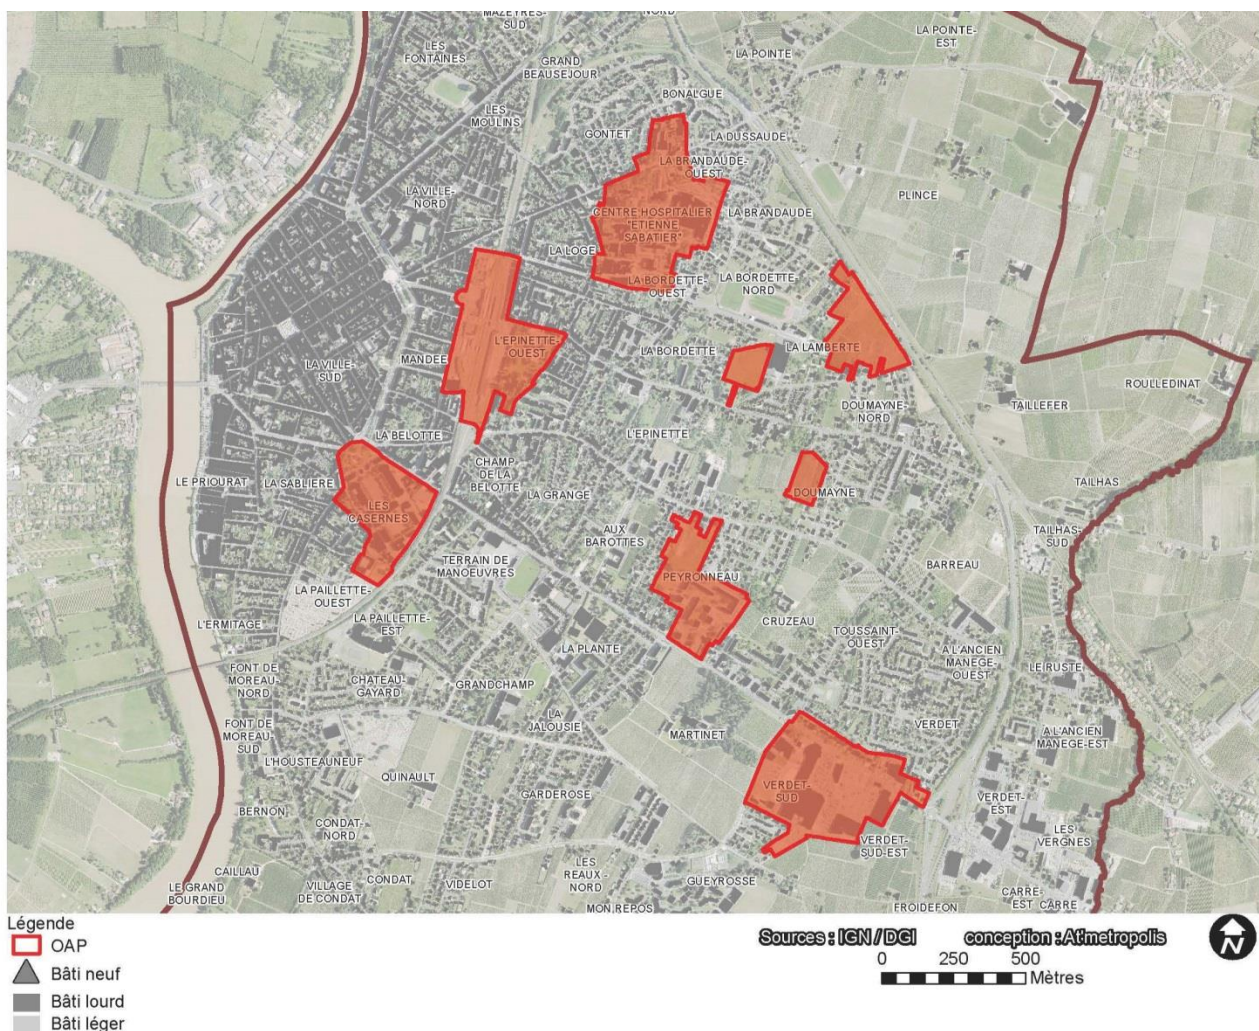 MAZEYRES-
SUD
NORD
LES
FONTAINES
GRAND
BEAUSEJOUR
LA POINTE
LA POINTE-
EST
LES
MOULINS
BONALGUE
GONTET
LA DUSSAUDE
LA BRANDAUDE-
OUEST
LA VILLE-
NORD
PLINCE
CENTRE HOSPITALIER
"ETIENNE
SABATIER"
LA BRANDAUDE
LA LOGE
LA BORDETTE-
OUEST
LA BORDETTE-
NORD
L'EPINETTE-
OUEST
MANDEE
LA VILLE-
SUD
LA BORDETTE
LA LAMBERTE
ROULLEDINAT
TAILLEFER
DOUMAYNE-
NORD
L'EPINETTE
LA BELOTTE
CHAMP
DE LA
BELOTTE
LE PRIOURAT
LA SABLIERE
LES
CASERNES
LA GRANGE
DOUMAYNE
TAILHAS
TAILHAS-
SUD
AUX
BAROTTES
TERRAIN DE
MANOEUVRES
PEYRONNEAU
BARREAU
LA PAILLETTE-
OUEST
L'ERMITAGE
LA PAILLETTE-
EST
CRUZEAU
TOUSSAINT-
OUEST
A L'ANCIEN
MANEGE-
OUEST
LA PLANTE
LE RUSTE
FONT DE
MOREAU-
NORD
CHATEAU-
GAYARD
GRANDCHAMP
LA
JALOUSIE
MARTINET
VERDET
A L'ANCIEN
MANEGE-EST
FONT DE
MOREAU-
SUD
L'HOUSTEAUNEUF
QUINAULT
GARDEROSE
VERDET-
SUD
VERDET-
EST
BERNON
CONDAT-
NORD
LES
VERGNES
VERDET-
SUD-EST
CAILLAU
LE GRAND
BOURDIEU
VILLAGE
DE CONDAT
CONDAT
VIDELOT
LES
REAUX-
NORD
GUEYROSSE
MON REPOS
FROIDEFON
CARRE-
EST
CARRE
Légende
OAP
Bâti neuf
Bâti lourd
Bâti léger
Sources : IGN / DGI conception : At'metropolis
0 250 500
Mètres
N